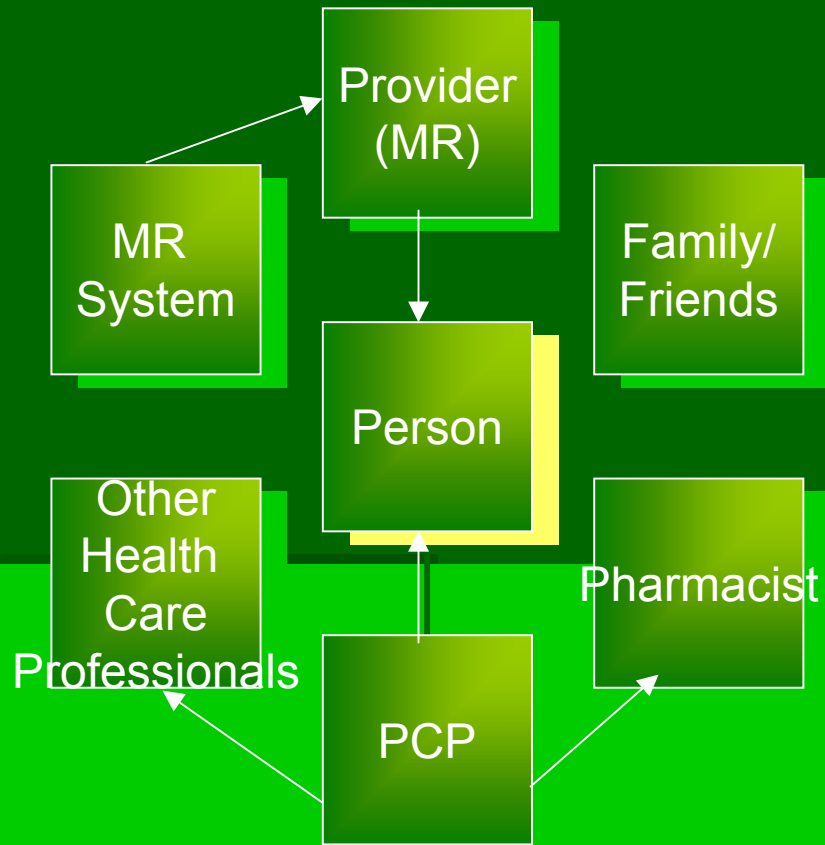 Provider
(MR)
MR
System
Family/
Friends
Person
Other
Health
Care
Professionals
Pharmacist
PCP